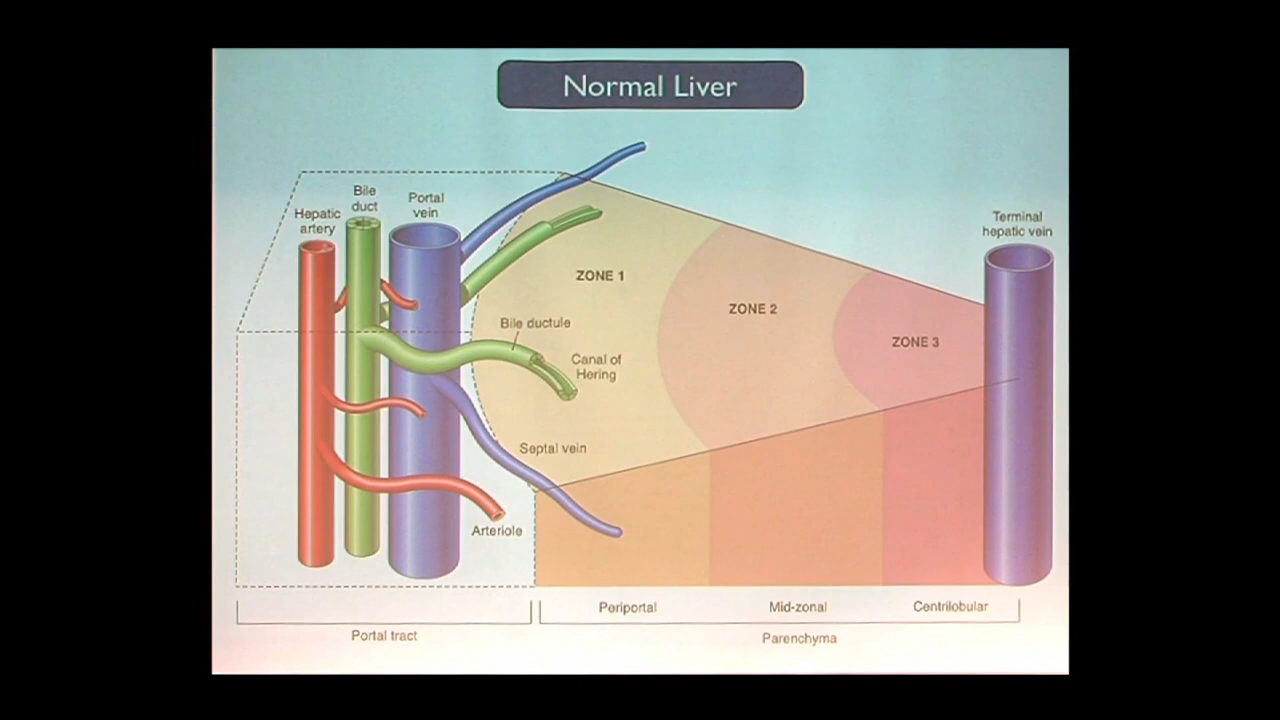 Normal Liver
Bile
duct
Portal
vein
Hepatic
artery
Terminal
hepatic vein
ZONE 1
ZONE 2
ZONE 3
Bile ductule
Canal of
Hering
Septal vein
Arteriole
Periportal
Mid-zonal
Centrilobular
Portal tract
Parenchyma